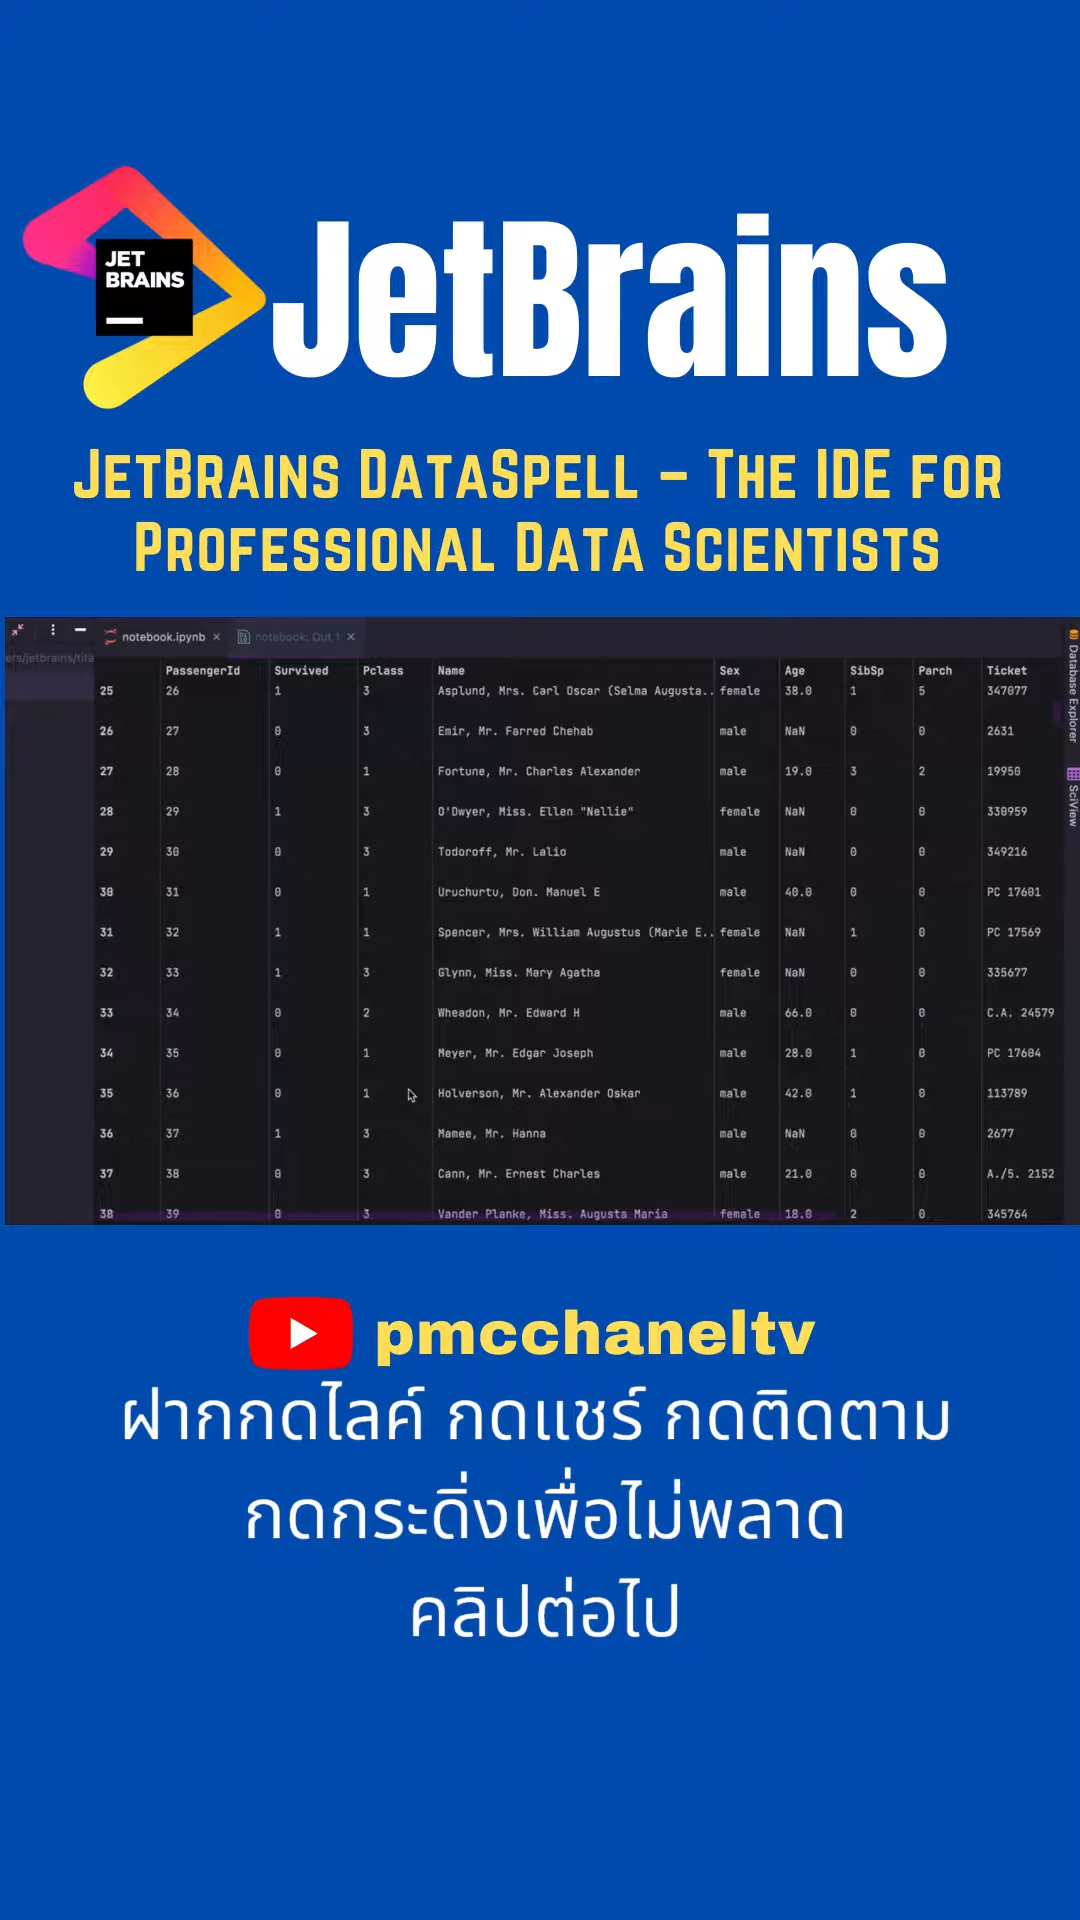 JET
BRAINS
JetBrains
JetBrains DataSpell – The IDE for
Professional Data Scientists
notebook.ipynb × notebook: Out 1 ×
ers/jetbrains/tita
PassengerId Survived Pclass Name Sex Age SibSp Parch Ticket
25 26 1 3 Asplund, Mrs. Carl Oscar (Selma Augusta.. female 38.0 1 5 347077
26 27 0 3 Emir, Mr. Farred Chehab male NaN 0 0 2631
27 28 0 1 Fortune, Mr. Charles Alexander male 19.0 3 2 19950
28 29 1 3 O'Dwyer, Miss. Ellen "Nellie" female NaN 0 0 330959
29 30 0 3 Todoroff, Mr. Lalio male NaN 0 0 349216
30 31 0 1 Uruchurtu, Don. Manuel E male 40.0 0 0 PC 17601
31 32 1 1 Spencer, Mrs. William Augustus (Marie E.. female NaN 1 0 PC 17569
32 33 1 3 Glynn, Miss. Mary Agatha female NaN 0 0 335677
33 34 0 2 Wheadon, Mr. Edward H male 66.0 0 0 C.A. 24579
34 35 0 1 Meyer, Mr. Edgar Joseph male 28.0 1 0 PC 17604
35 36 0 1 Holverson, Mr. Alexander Oskar male 42.0 1 0 113789
36 37 1 3 Mamee, Mr. Hanna male NaN 0 0 2677
37 38 0 3 Cann, Mr. Ernest Charles male 21.0 0 0 A./5. 2152
38 39 0 3 Vander Planke, Miss. Augusta Maria female 18.0 2 0 345764
Database Explorer
SciView
pmcchaneltv
ฝากกดไลค์ กดแชร์ กดติดตาม
กดกระดิ่งเพื่อไม่พลาด
คลิปต่อไป